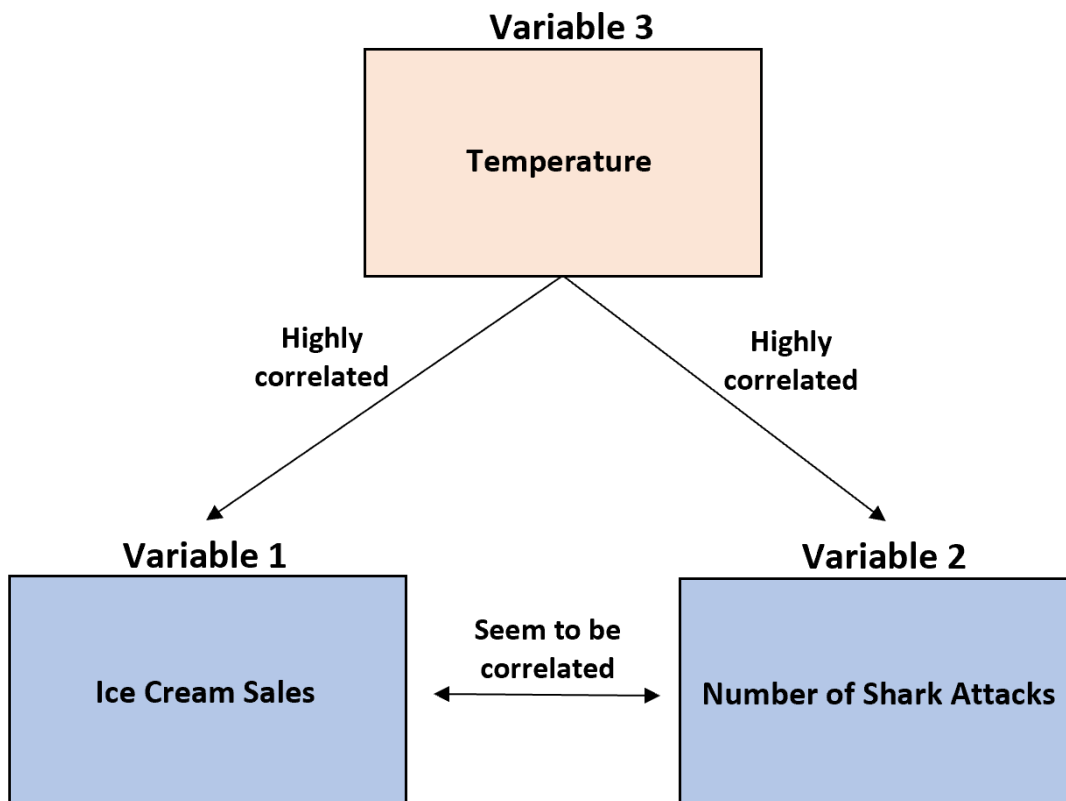 Variable 3
Temperature
Highly
correlated
Highly
correlated
Variable 1
Variable 2
Seem to be
correlated
Ice Cream Sales
Number of Shark Attacks